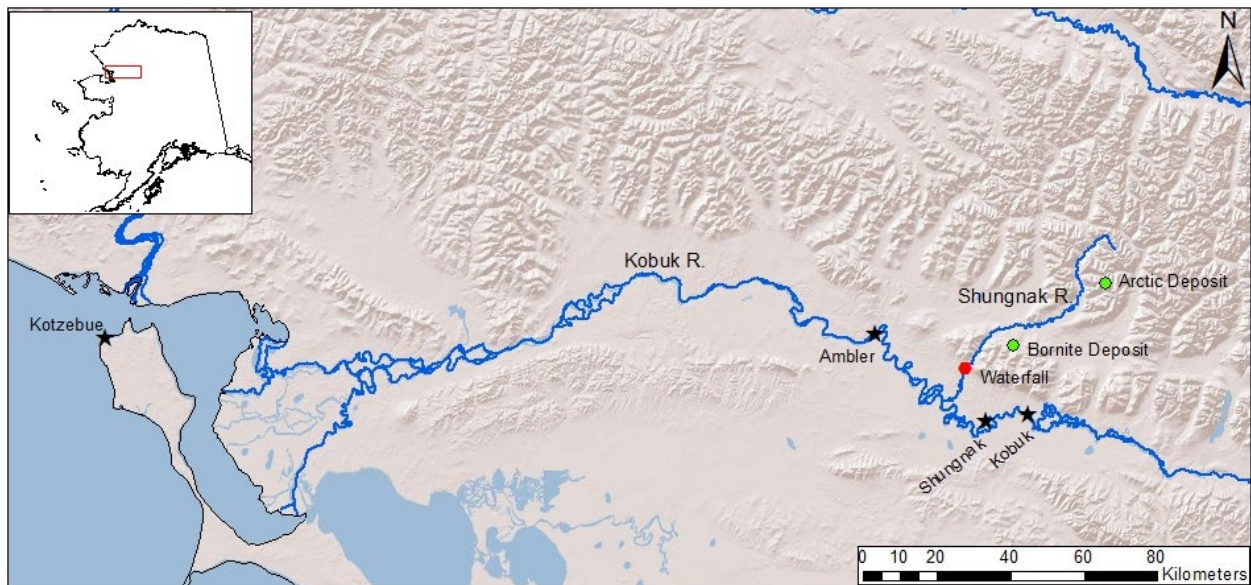 N
Kobuk R.
Shungnak R.
Arctic Deposit
Kotzebue
Ambler
Bornite Deposit
Waterfall
Shungnak
Kobuk
0 10 20 40 60 80
Kilometers